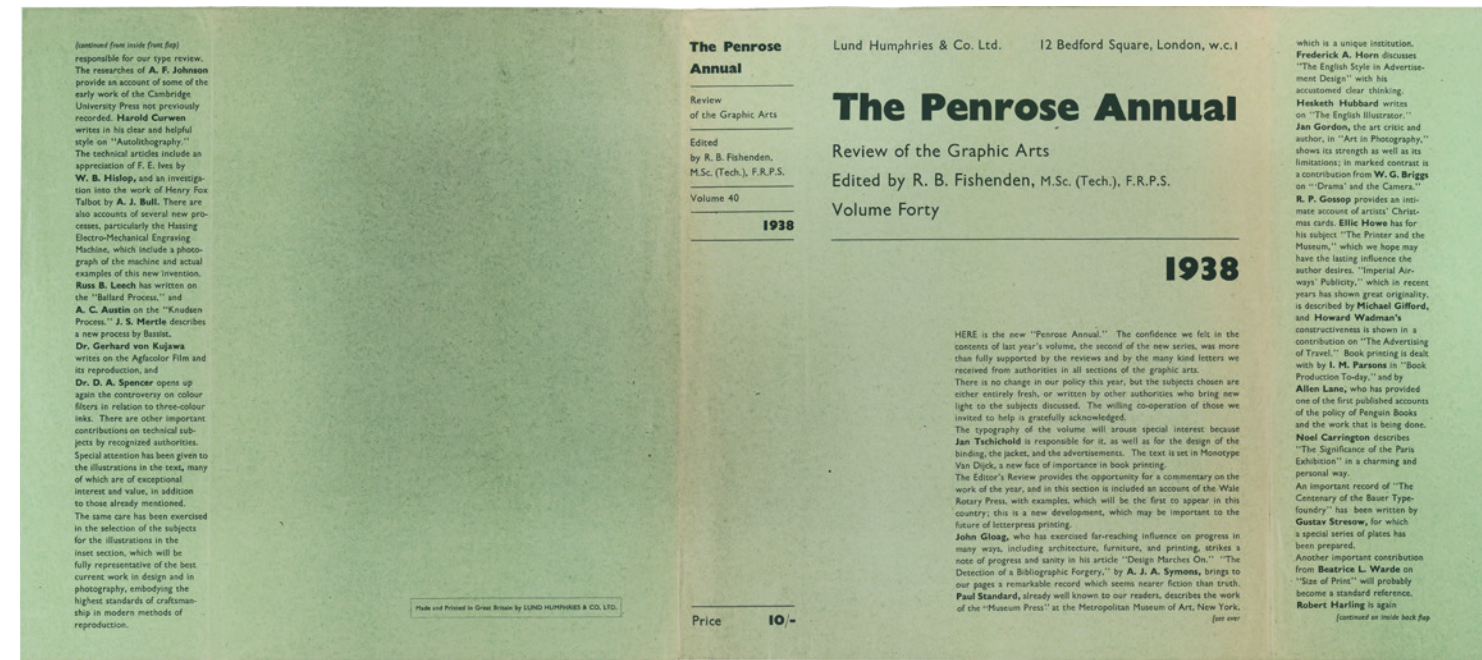 Lund Humphries & Co. Ltd. 12 Bedford Square, London, W.C.1
The Penrose Annual
Review of the Graphic Arts
Edited by R. B. Fishenden, M.Sc. (Tech.), F.R.P.S.
Volume Forty
1938
HERE is the new "Penrose Annual." The confidence we felt in the
contents of last year's volume, the second of the new series, was more
than fully supported by the reviews and by the many kind letters we
received from authorities in all sections of the graphic arts.
There is no change in our policy this year, but the subjects chosen are
either entirely fresh, or written by other authorities who bring new
light to the subjects discussed. The willing co-operation of those we
invited to help is gratefully acknowledged.
The typography of the volume will arouse special interest because
Jan Tschichold is responsible for it, as well as for the design of the
binding, the jacket, and the advertisements. The text is set in Monotype
Van Dijck, a new face of importance in book printing.
The Editor's Review provides the opportunity for a commentary on the
work of the year, and in this section is included an account of the Wale
Rotary Press, with examples, which will be the first to appear in this
country; this is a new development, which may be important to the
future of letterpress printing.
John Gloag, who has exercised far-reaching influence on progress in
many ways, including architecture, furniture, and printing, strikes a
note of progress and sanity in his article "Design Marches On." "The
Detection of a Bibliographic Forgery," by A. J. A. Symons, brings to
our pages a remarkable record which seems nearer fiction than truth.
Paul Standard, already well known to our readers, describes the work
of the "Museum Press" at the Metropolitan Museum of Art, New York,
[see over
which is a unique institution.
Frederick A. Horn discusses
"The English Style in Advertise-
ment Design" with his
accustomed clear thinking.
Hesketh Hubbard writes
on "The English Illustrator."
Jan Gordon, the art critic and
author, in "Art in Photography,"
shows its strength as well as its
limitations; in marked contrast is
a contribution from W. G. Briggs
on "'Drama' and the Camera."
R. P. Gossop provides an inti-
mate account of artists' Christ-
mas cards. Ellic Howe has for
his subject "The Printer and the
Museum," which we hope may
have the lasting influence the
author desires. "Imperial Air-
ways' Publicity," which in recent
years has shown great originality,
is described by Michael Gifford,
and Howard Wadman's
constructiveness is shown in a
contribution on "The Advertising
of Travel." Book printing is dealt
with by I. M. Parsons in "Book
Production To-day," and by
Allen Lane, who has provided
one of the first published accounts
of the policy of Penguin Books
and the work that is being done.
Noel Carrington describes
"The Significance of the Paris
Exhibition" in a charming and
personal way.
An important record of "The
Centenary of the Bauer Type-
foundry" has been written by
Gustav Stresow, for which
a special series of plates has
been prepared.
Another important contribution
from Beatrice L. Warde on
"Size of Print" will probably
become a standard reference.
Robert Harling is again
[continued on inside back flap
[continued from inside front flap]
responsible for our type review.
The researches of A. F. Johnson
provide an account of some of the
early work of the Cambridge
University Press not previously
recorded. Harold Curwen
writes in his clear and helpful
style on "Autolithography."
The technical articles include an
appreciation of F. E. Ives by
W. B. Hislop, and an investiga-
tion into the work of Henry Fox
Talbot by A. J. Bull. There are
also accounts of several new pro-
cesses, particularly the Hassing
Electro-Mechanical Engraving
Machine, which include a photo-
graph of the machine and actual
examples of this new invention.
Russ B. Leech has written on
the "Ballard Process," and
A. C. Austin on the "Knudsen
Process." J. S. Mertle describes
a new process by Bassist.
Dr. Gerhard von Kujawa
writes on the Agfacolor Film and
its reproduction, and
Dr. D. A. Spencer opens up
again the controversy on colour
filters in relation to three-colour
inks. There are other important
contributions on technical sub-
jects by recognized authorities.
Special attention has been given to
the illustrations in the text, many
of which are of exceptional
interest and value, in addition
to those already mentioned.
The same care has been exercised
in the selection of the subjects
for the illustrations in the
inset section, which will be
fully representative of the best
current work in design and in
photography, embodying the
highest standards of craftsman-
ship in modern methods of
reproduction.
Made and Printed in Great Britain by LUND HUMPHRIES & CO. LTD.
The Penrose
Annual
Review
of the Graphic Arts
Edited
by R. B. Fishenden,
M.Sc. (Tech.), F.R.P.S.
Volume 40
1938
Price 10/-